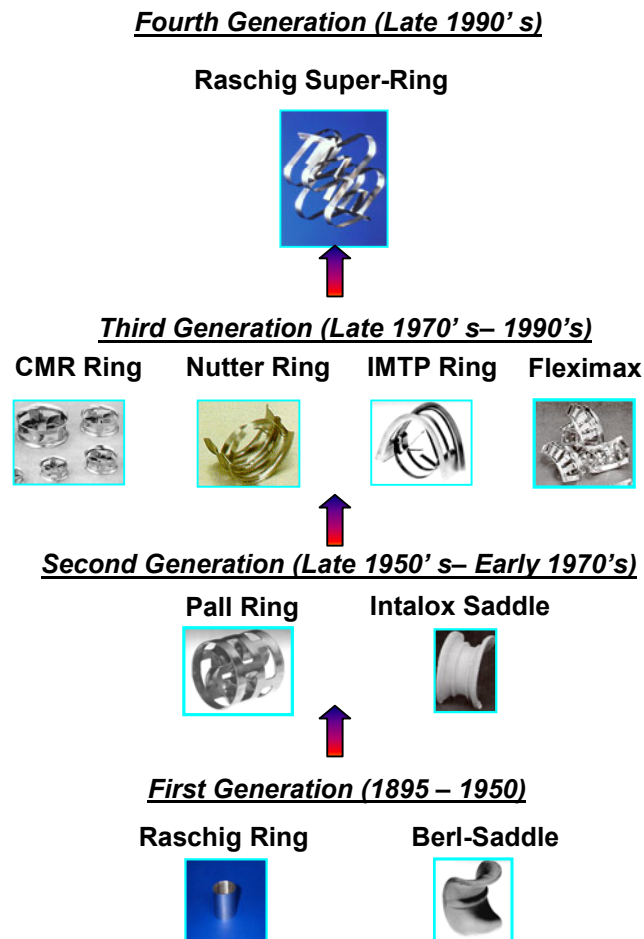 Fourth Generation (Late 1990' s)
Raschig Super-Ring
Third Generation (Late 1970' s– 1990's)
CMR Ring Nutter Ring IMTP Ring Fleximax
Second Generation (Late 1950' s– Early 1970's)
Pall Ring Intalox Saddle
First Generation (1895 – 1950)
Raschig Ring Berl-Saddle